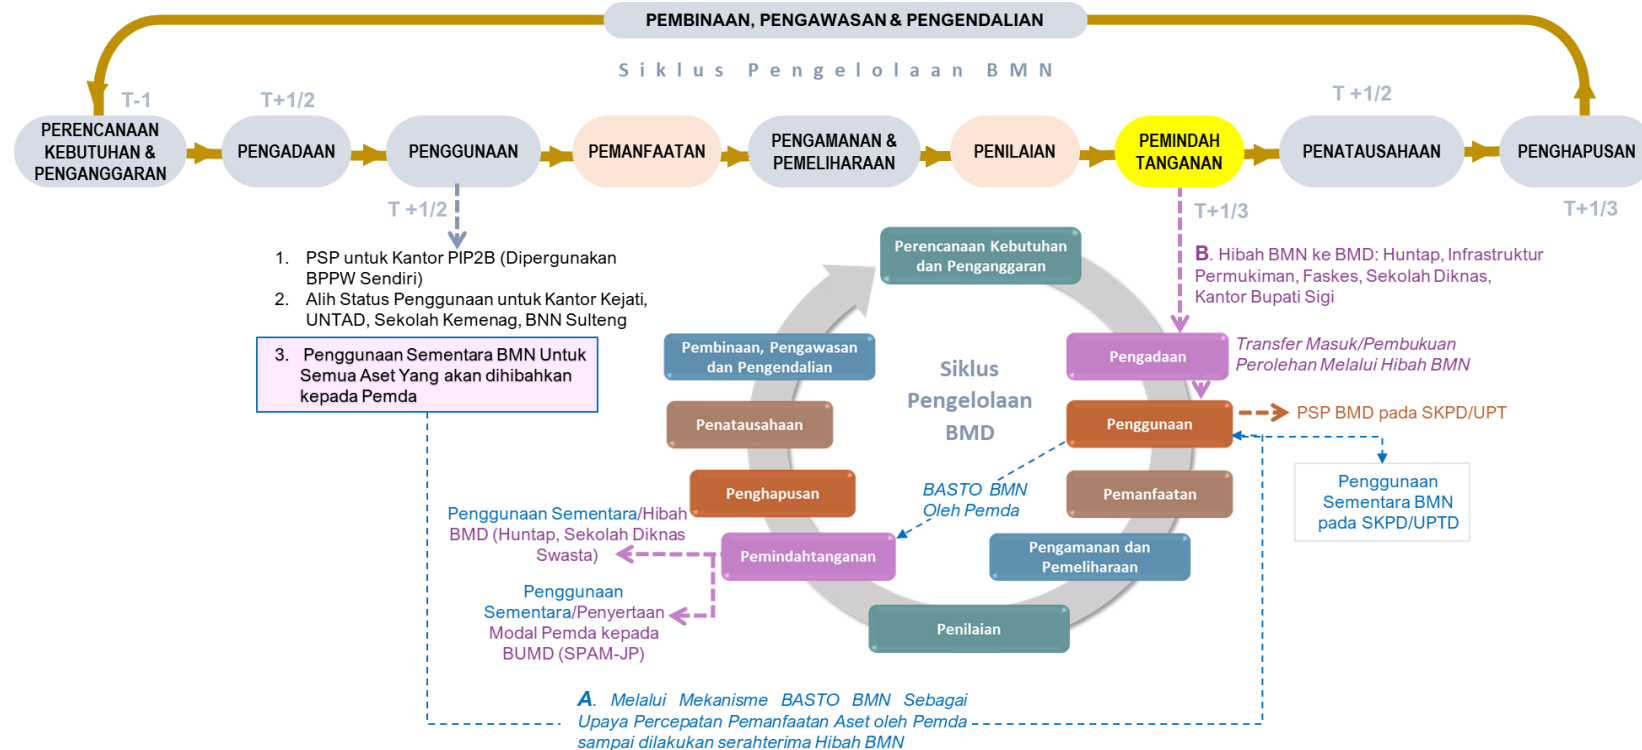 PEMBINAAN, PENGAWASAN & PENGENDALIAN
Siklus Pengelolaan BMN
T-1
T+1/2
T +1/2
PERENCANAAN
KEBUTUHAN &
PENGANGGARAN
PENGADAAN
PENGGUNAAN
PEMANFAATAN
PENGAMANAN &
PEMELIHARAAN
PENILAIAN
PEMINDAH
TANGANAN
PENATAUSAHAAN
PENGHAPUSAN
T +1/2
T+1/3
T+1/3
1. PSP untuk Kantor PIP2B (Dipergunakan
BPPW Sendiri)
2. Alih Status Penggunaan untuk Kantor Kejati,
UNTAD, Sekolah Kemenag, BNN Sulteng
3. Penggunaan Sementara BMN Untuk
Semua Aset Yang akan dihibahkan
kepada Pemda
B. Hibah BMN ke BMD: Huntap, Infrastruktur
Permukiman, Faskes, Sekolah Diknas,
Kantor Bupati Sigi
Perencanaan Kebutuhan
dan Penganggaran
Pengadaan
Transfer Masuk/Pembukuan
Perolehan Melalui Hibah BMN
Siklus
Pengelolaan
BMD
Pembinaan, Pengawasan
dan Pengendalian
Penatausahaan
Penggunaan
PSP BMD pada SKPD/UPT
Penggunaan
Sementara BMN
pada SKPD/UPTD
Penghapusan
BASTO BMN
Oleh Pemda
Pemanfaatan
Penggunaan Sementara/Hibah
BMD (Huntap, Sekolah Diknas
Swasta)
Pemindahtanganan
Pengamanan dan
Pemeliharaan
Penggunaan
Sementara/Penyertaan
Modal Pemda kepada
BUMD (SPAM-JP)
Penilaian
A. Melalui Mekanisme BASTO BMN Sebagai
Upaya Percepatan Pemanfaatan Aset oleh Pemda
sampai dilakukan serahterima Hibah BMN